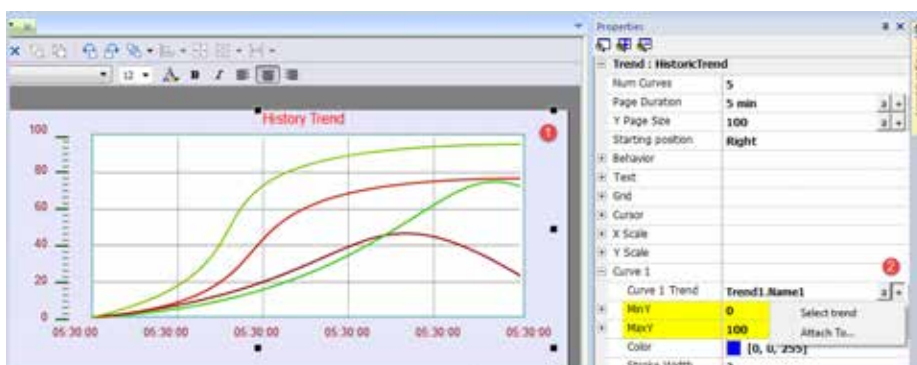 Properties
12 A B I
Trend : HistoricTrend
Num Curves 5
Page Duration 5 min a +
Y Page Size 100 a +
Starting position Right
Behavior
Text
Grid
Cursor
X Scale
Y Scale
Curve 1
Curve 1 Trend Trend1.Name1 a +
MinY 0
MaxY 100
Color [0, 0, 255]
Select trend
Attach To...
History Trend
1
2
100
80
60
40
20
0
05:30:00 05:30:00 05:30:00 05:30:00 05:30:00 05:30:00